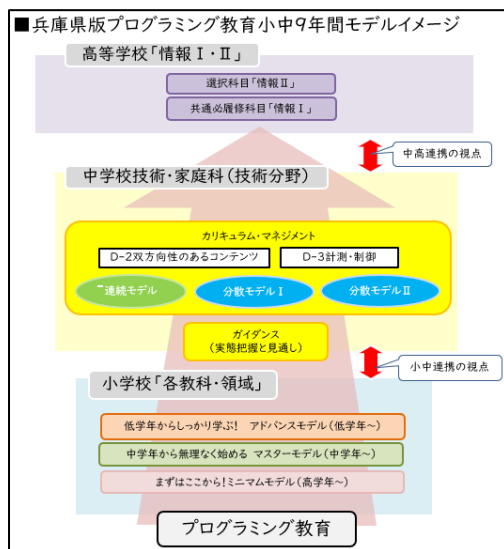 ■兵庫県版プログラミング教育小中9年間モデルイメージ
高等学校「情報Ⅰ・Ⅱ」
選択科目「情報Ⅱ」
共通必履修科目「情報Ⅰ」
中高連携の視点
中学校技術・家庭科(技術分野)
カリキュラム・マネジメント
D-2双方向性のあるコンテンツ
D-3計測・制御
連続モデル
分散モデルⅠ
分散モデルⅡ
ガイダンス
(実態把握と見通し)
小中連携の視点
小学校「各教科・領域」
低学年からしっかり学ぶ! アドバンスモデル(低学年~)
中学年から無理なく始める マスターモデル(中学年~)
まずはここから!ミニマムモデル(高学年~)
プログラミング教育